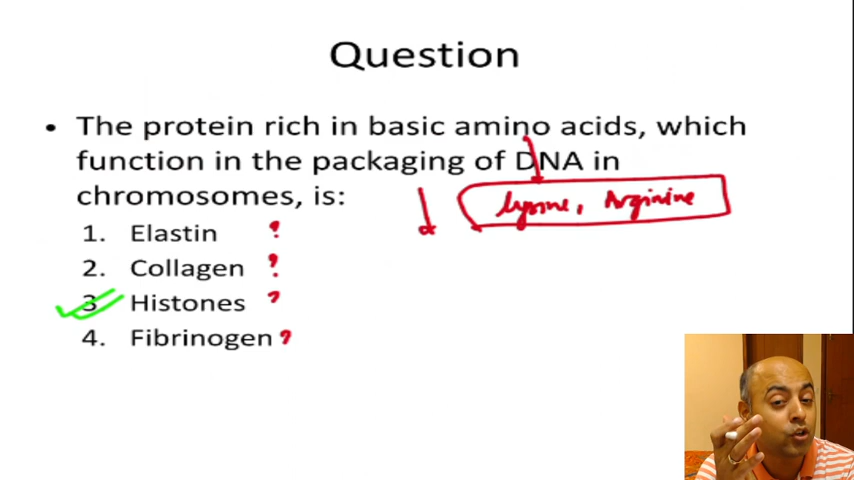 Question
• The protein rich in basic amino acids, which
function in the packaging of DNA in
chromosomes, is:
lysine, Arginine
1. Elastin ?
2. Collagen ?
3. Histones ?
4. Fibrinogen ?